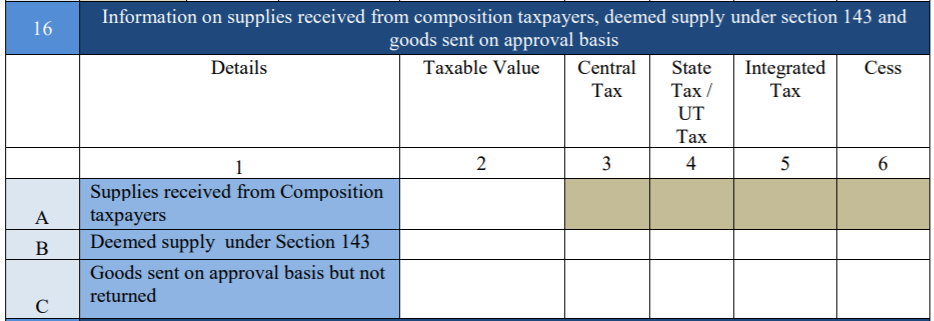 16
Information on supplies received from composition taxpayers, deemed supply under section 143 and
goods sent on approval basis
Details
Taxable Value
Central
Tax
State
Tax /
UT
Tax
Integrated
Tax
Cess
1
2
3
4
5
6
A
Supplies received from Composition
taxpayers
B
Deemed supply under Section 143
C
Goods sent on approval basis but not
returned